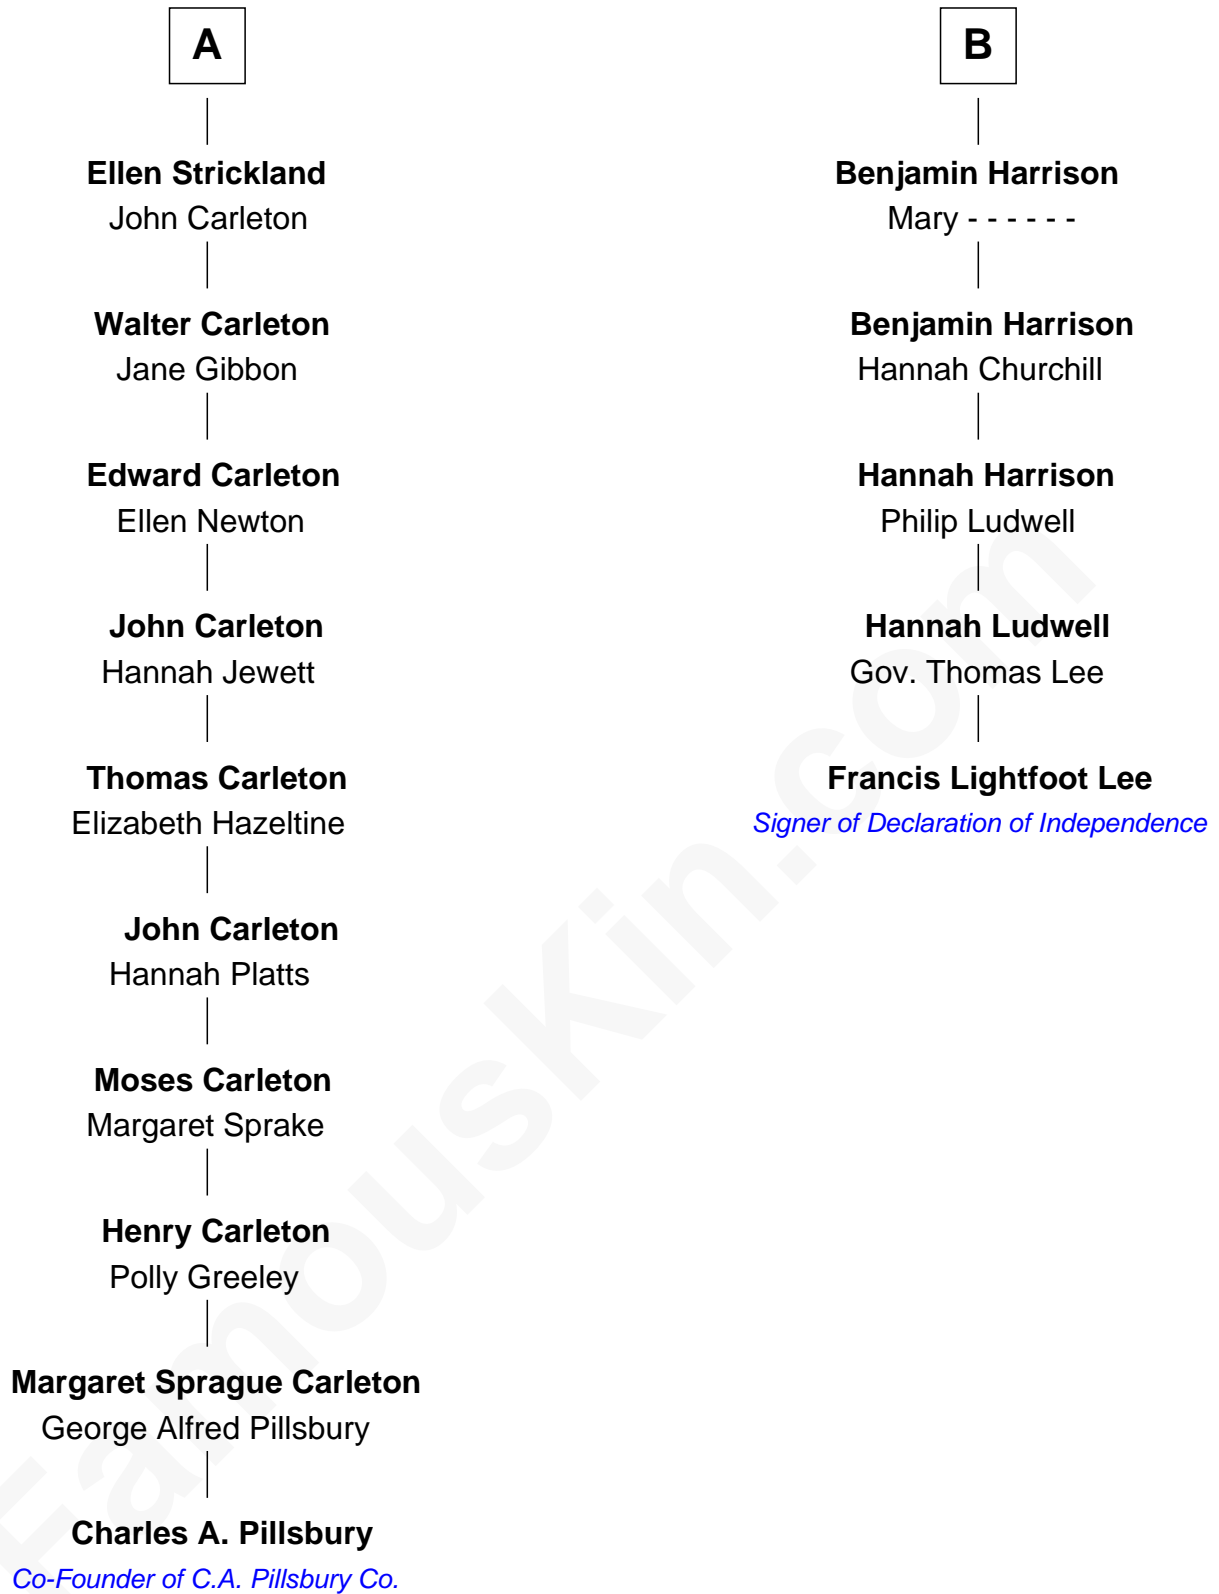 A
Ellen Strickland
John Carleton
Walter Carleton
Jane Gibbon
Edward Carleton
Ellen Newton
John Carleton
Hannah Jewett
Thomas Carleton
Elizabeth Hazeltine
John Carleton
Hannah Platts
Moses Carleton
Margaret Sprake
Henry Carleton
Polly Greeley
Margaret Sprague Carleton
George Alfred Pillsbury
Charles A. Pillsbury
Co-Founder of C.A. Pillsbury Co.
B
Benjamin Harrison
Mary - - - - - -
Benjamin Harrison
Hannah Churchill
Hannah Harrison
Philip Ludwell
Hannah Ludwell
Gov. Thomas Lee
Francis Lightfoot Lee
Signer of Declaration of Independence
FamousKin.com